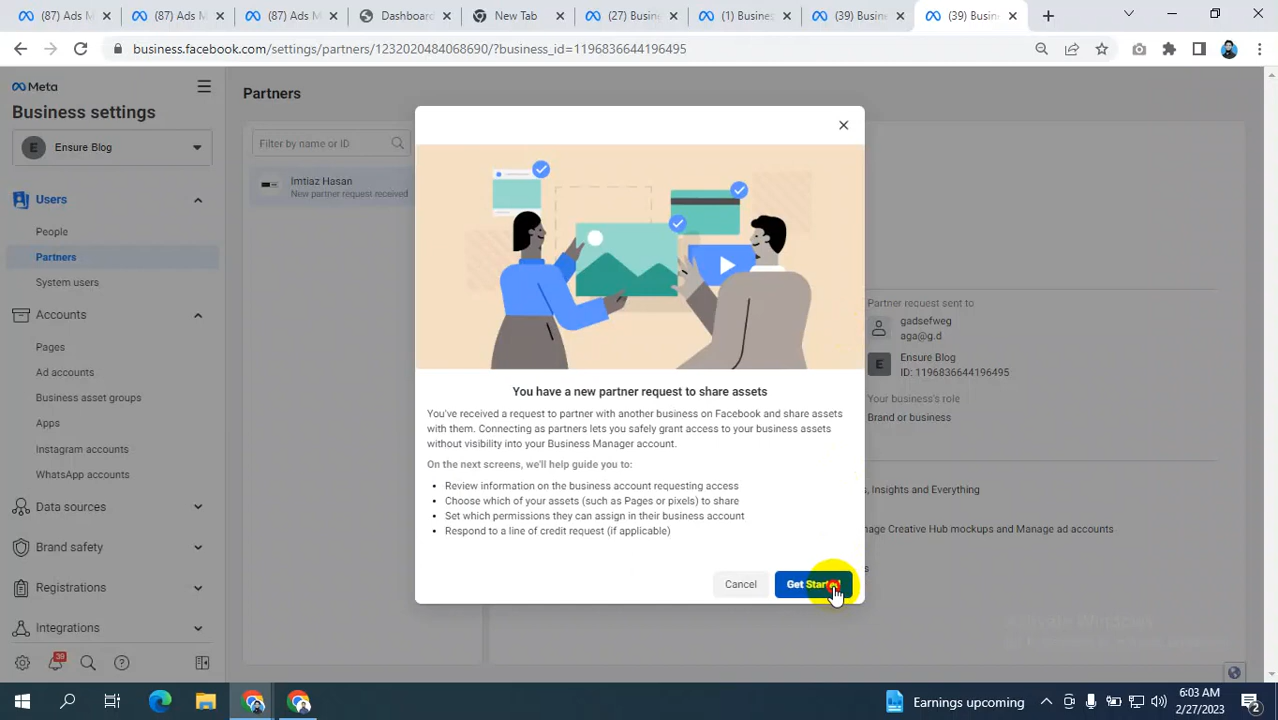 (87) Ads M
(87) Ads M
(87) Ads M
Dashboard
New Tab
(27) Busin
(1) Busine
(39) Busin
(39) Busin
business.facebook.com/settings/partners/1232020484068690/?business_id=1196836644196495
Meta
Business settings
E Ensure Blog
Users
People
Partners
System users
Accounts
Pages
Ad accounts
Business asset groups
Apps
Instagram accounts
WhatsApp accounts
Data sources
Brand safety
Registrations
Integrations
39
Partners
Filter by name or ID
Imtiaz Hasan
New partner request received
You have a new partner request to share assets
You've received a request to partner with another business on Facebook and share assets
with them. Connecting as partners lets you safely grant access to your business assets
without visibility into your Business Manager account.
On the next screens, we'll help guide you to:
• Review information on the business account requesting access
• Choose which of your assets (such as Pages or pixels) to share
• Set which permissions they can assign in their business account
• Respond to a line of credit request (if applicable)
Cancel
Get Started
Partner request sent to
gadsefweg
aga@g.d
E Ensure Blog
ID: 1196836644196495
Your business's role
Brand or business
, Insights and Everything
nage Creative Hub mockups and Manage ad accounts
Activate Windows
Earnings upcoming
6:03 AM
2/27/2023
2